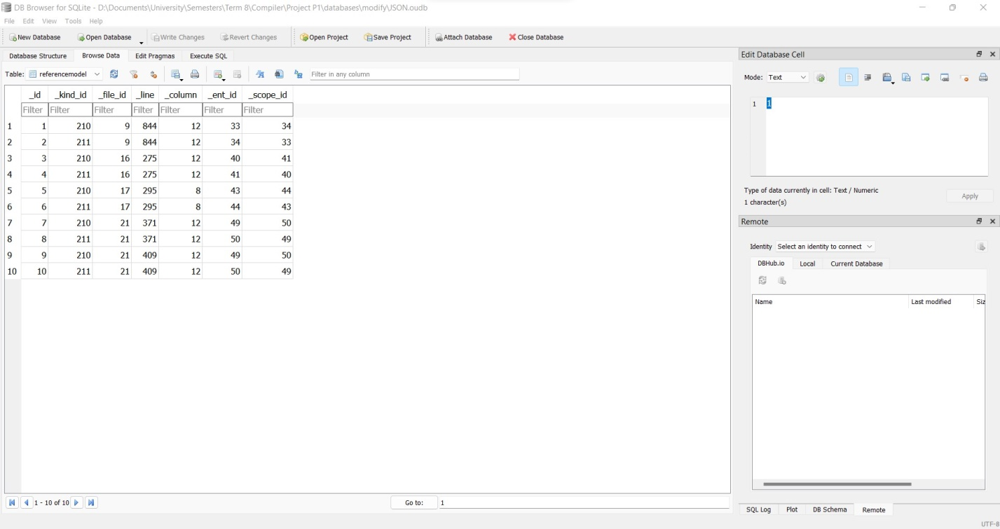 DB Browser for SQLite - D:\Documents\University\Semesters\Term 8\Compiler\Project P1\databases\modify\JSON.oudb
File Edit View Tools Help
New Database Open Database Write Changes Revert Changes Open Project Save Project Attach Database Close Database
Database Structure Browse Data Edit Pragmas Execute SQL
Table: referencemodel Filter in any column
_id _kind_id _file_id _line _column _ent_id _scope_id
Filter Filter Filter Filter Filter Filter Filter
1 1 210 9 844 12 33 34
2 2 211 9 844 12 34 33
3 3 210 16 275 12 40 41
4 4 211 16 275 12 41 40
5 5 210 17 295 8 43 44
6 6 211 17 295 8 44 43
7 7 210 21 371 12 49 50
8 8 211 21 371 12 50 49
9 9 210 21 409 12 49 50
10 10 211 21 409 12 50 49
1 - 10 of 10 Go to: 1
Edit Database Cell
Mode: Text
1 1
Type of data currently in cell: Text / Numeric
1 character(s)
Apply
Remote
Identity Select an identity to connect
DBHub.io Local Current Database
Name Last modified Siz
SQL Log Plot DB Schema Remote
UTF-8